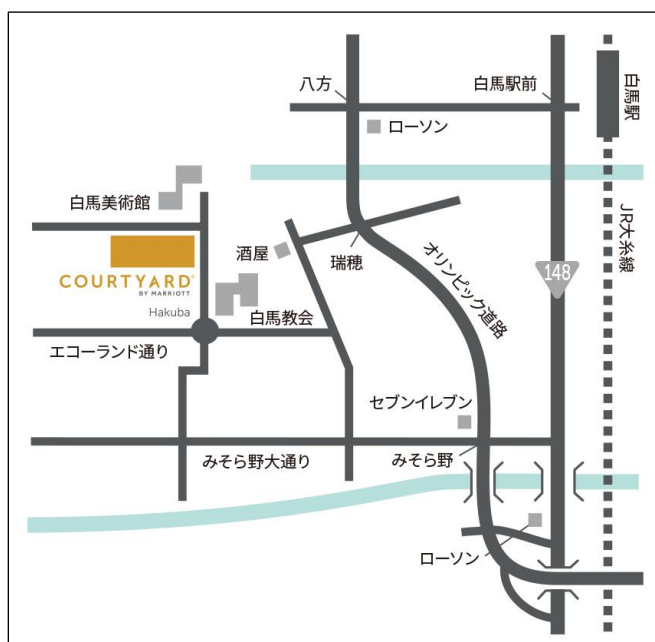 八方
白馬駅前
白馬駅
ローソン
白馬美術館
JR大糸線
酒屋
瑞穂
オリンピック道路
148
COURTYARD®
BY MARRIOTT
Hakuba
白馬教会
エコーランド通り
セブンイレブン
みそら野大通り
みそら野
ローソン